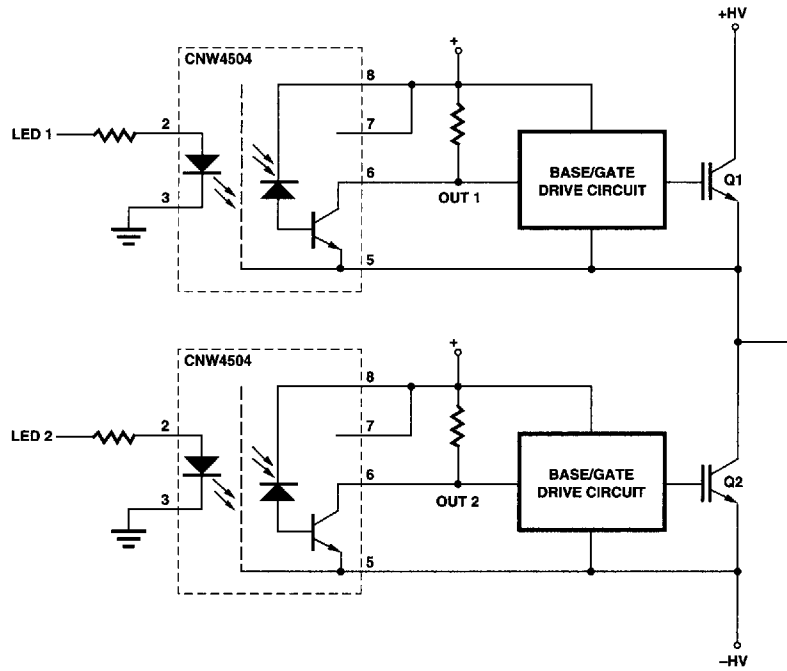 +HV
CNW4504
8
+
LED 1
2
7
3
6
OUT 1
BASE/GATE
DRIVE CIRCUIT
Q1
5
CNW4504
8
+
LED 2
2
7
3
6
OUT 2
BASE/GATE
DRIVE CIRCUIT
Q2
5
–HV